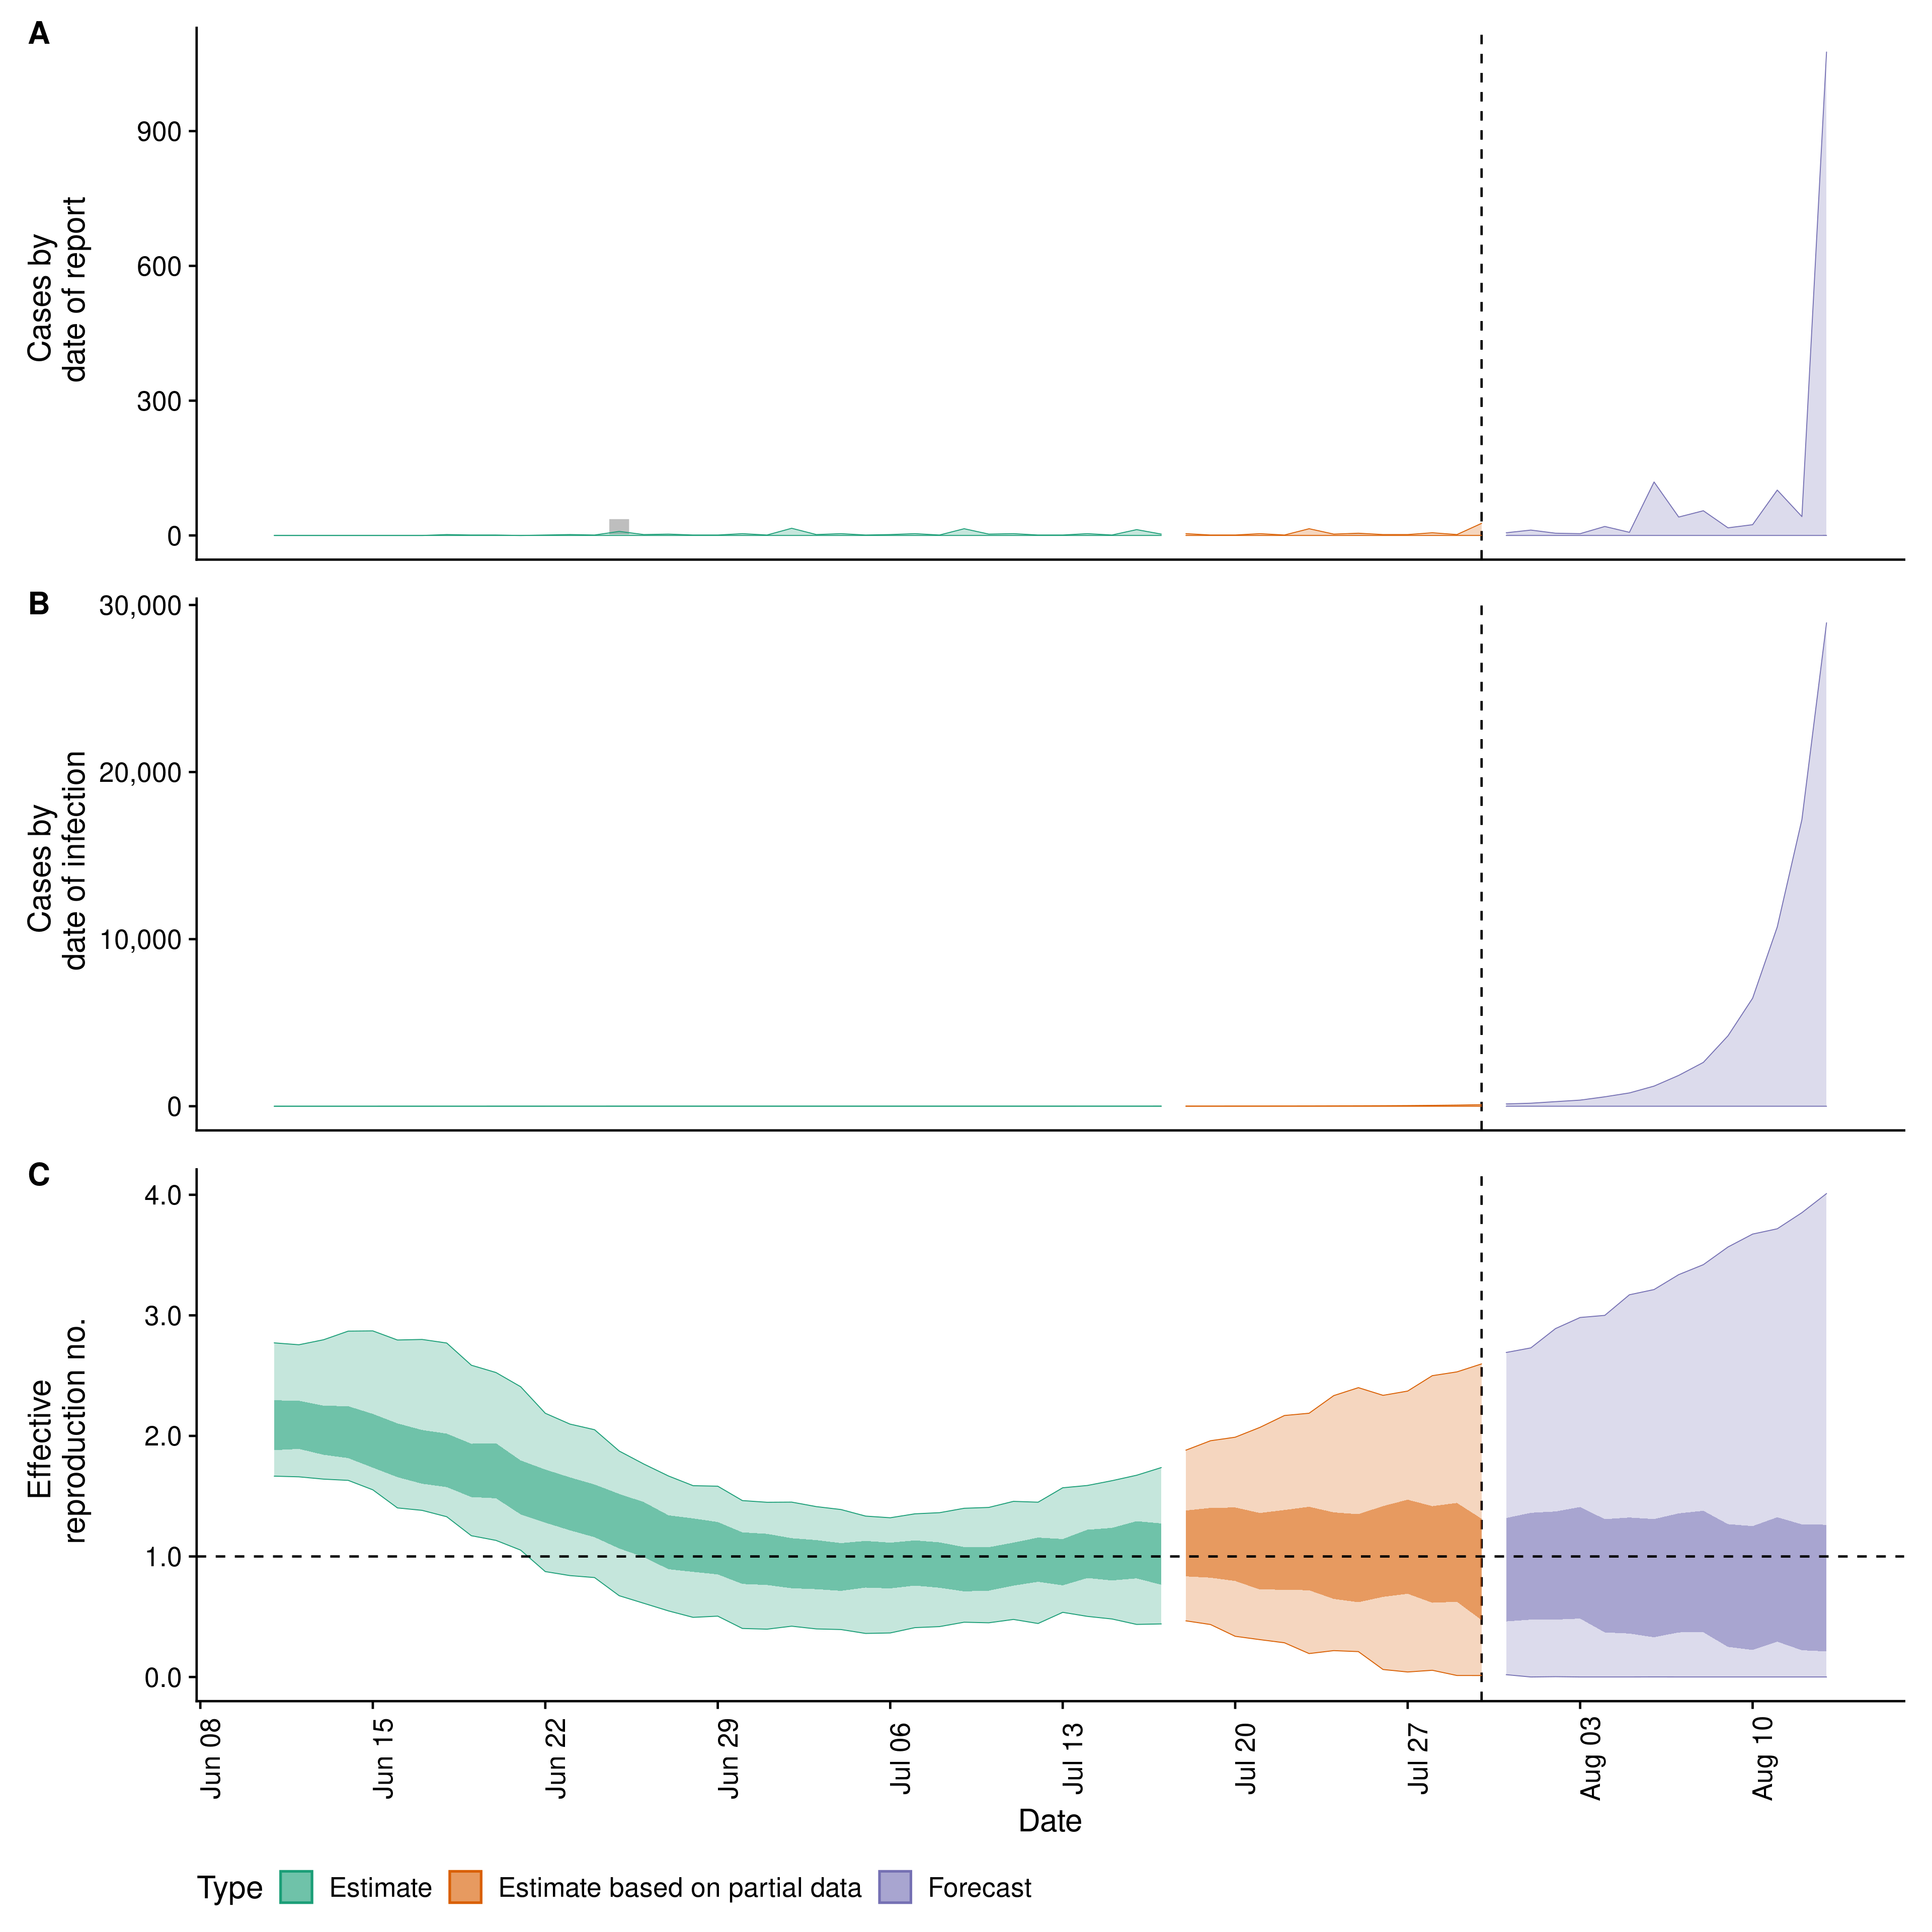 A
Cases by
date of report
900
600
300
0
B
Cases by
date of infection
30,000
20,000
10,000
0
C
Effective
reproduction no.
4.0
3.0
2.0
1.0
0.0
Jun 08
Jun 15
Jun 22
Jun 29
Jul 06
Jul 13
Jul 20
Jul 27
Aug 03
Aug 10
Date
Type Estimate Estimate based on partial data Forecast